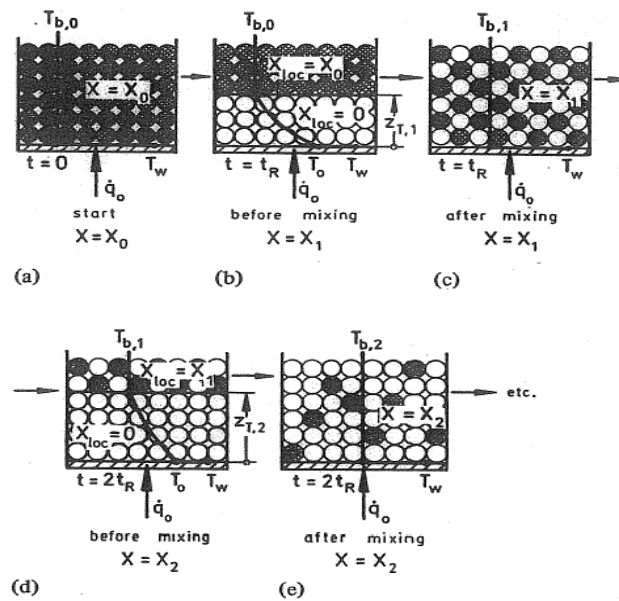 T_b,0
X = X_0
t = 0 T_w
q̇_o
start
X = X_0
(a)
T_b,0
X_loc = X_0
X_loc = 0
z_T,1
t = t_R T_o T_w
q̇_o
before mixing
X = X_1
(b)
T_b,1
X = X_1
t = t_R T_w
q̇_o
after mixing
X = X_1
(c)
T_b,1
X_loc = X_1
X_loc = 0
z_T,2
t = 2t_R T_o T_w
q̇_o
before mixing
X = X_2
(d)
T_b,2
X = X_2
t = 2t_R T_w
q̇_o
after mixing
X = X_2
(e)
etc.